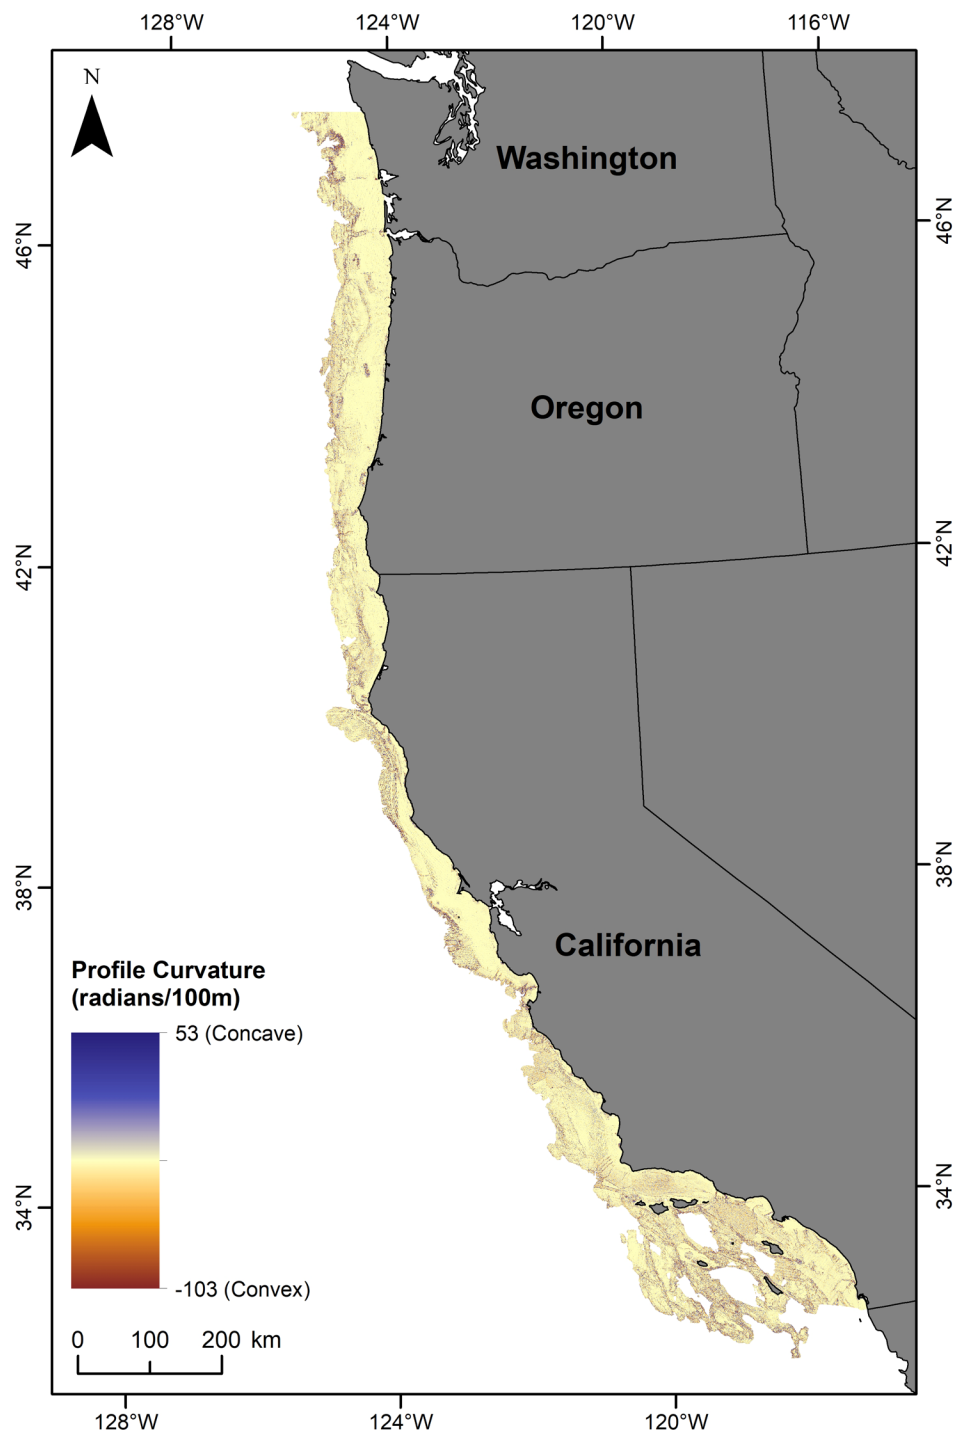 128°W 124°W 120°W 116°W
N
Washington
46°N
46°N
Oregon
42°N
42°N
38°N
38°N
California
Profile Curvature
(radians/100m)
53 (Concave)
34°N
34°N
-103 (Convex)
0 100 200 km
128°W 124°W 120°W